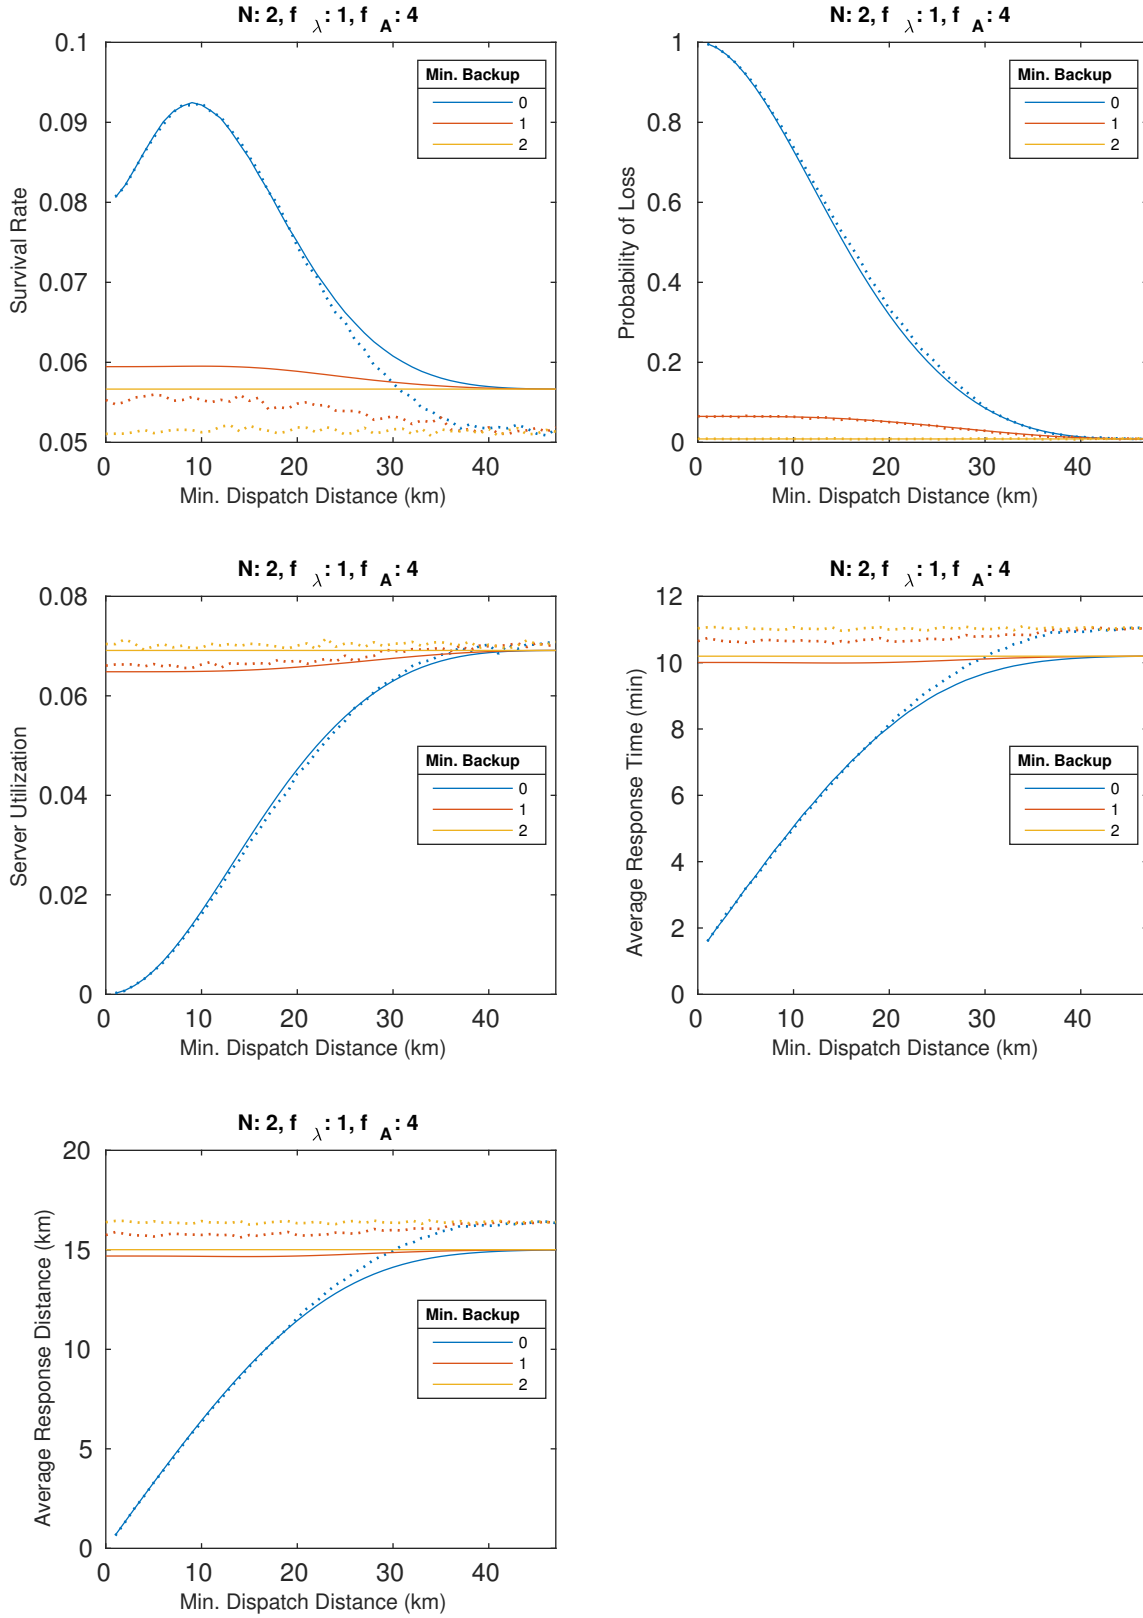 N: 2, f λ : 1, f A : 4
Survival Rate
0.1
0.09
0.08
0.07
0.06
0.05
Min. Backup
0
1
2
0 10 20 30 40
Min. Dispatch Distance (km)
N: 2, f λ : 1, f A : 4
Probability of Loss
1
0.8
0.6
0.4
0.2
0
Min. Backup
0
1
2
0 10 20 30 40
Min. Dispatch Distance (km)
N: 2, f λ : 1, f A : 4
Server Utilization
0.08
0.06
0.04
0.02
0
Min. Backup
0
1
2
0 10 20 30 40
Min. Dispatch Distance (km)
N: 2, f λ : 1, f A : 4
Average Response Time (min)
12
10
8
6
4
2
0
Min. Backup
0
1
2
0 10 20 30 40
Min. Dispatch Distance (km)
N: 2, f λ : 1, f A : 4
Average Response Distance (km)
20
15
10
5
0
Min. Backup
0
1
2
0 10 20 30 40
Min. Dispatch Distance (km)